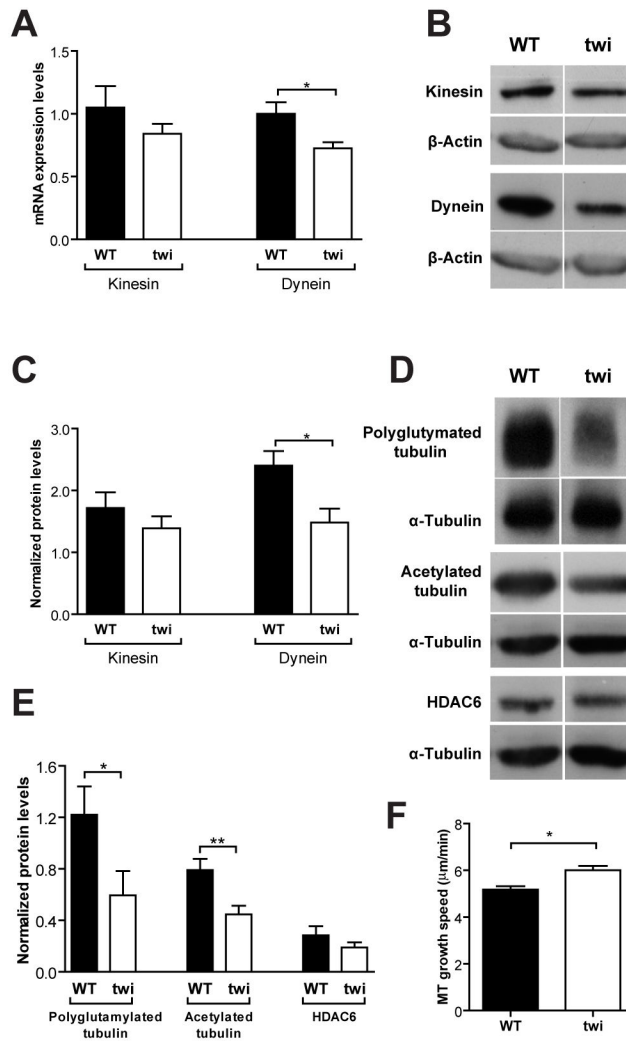 A
mRNA expression levels
1.5
1.0
0.5
0.0
*
WT twi WT twi
Kinesin Dynein
B
WT twi
Kinesin
β-Actin
Dynein
β-Actin
C
Normalized protein levels
3.0
2.0
1.0
0.0
*
WT twi WT twi
Kinesin Dynein
D
WT twi
Polyglutymated
tubulin
α-Tubulin
Acetylated
tubulin
α-Tubulin
HDAC6
α-Tubulin
E
Normalized protein levels
1.6
1.2
0.8
0.4
0.0
*
**
WT twi WT twi WT twi
Polyglutamylated Acetylated HDAC6
tubulin tubulin
F
MT growth speed (μm/min)
8
6
4
2
0
*
WT twi